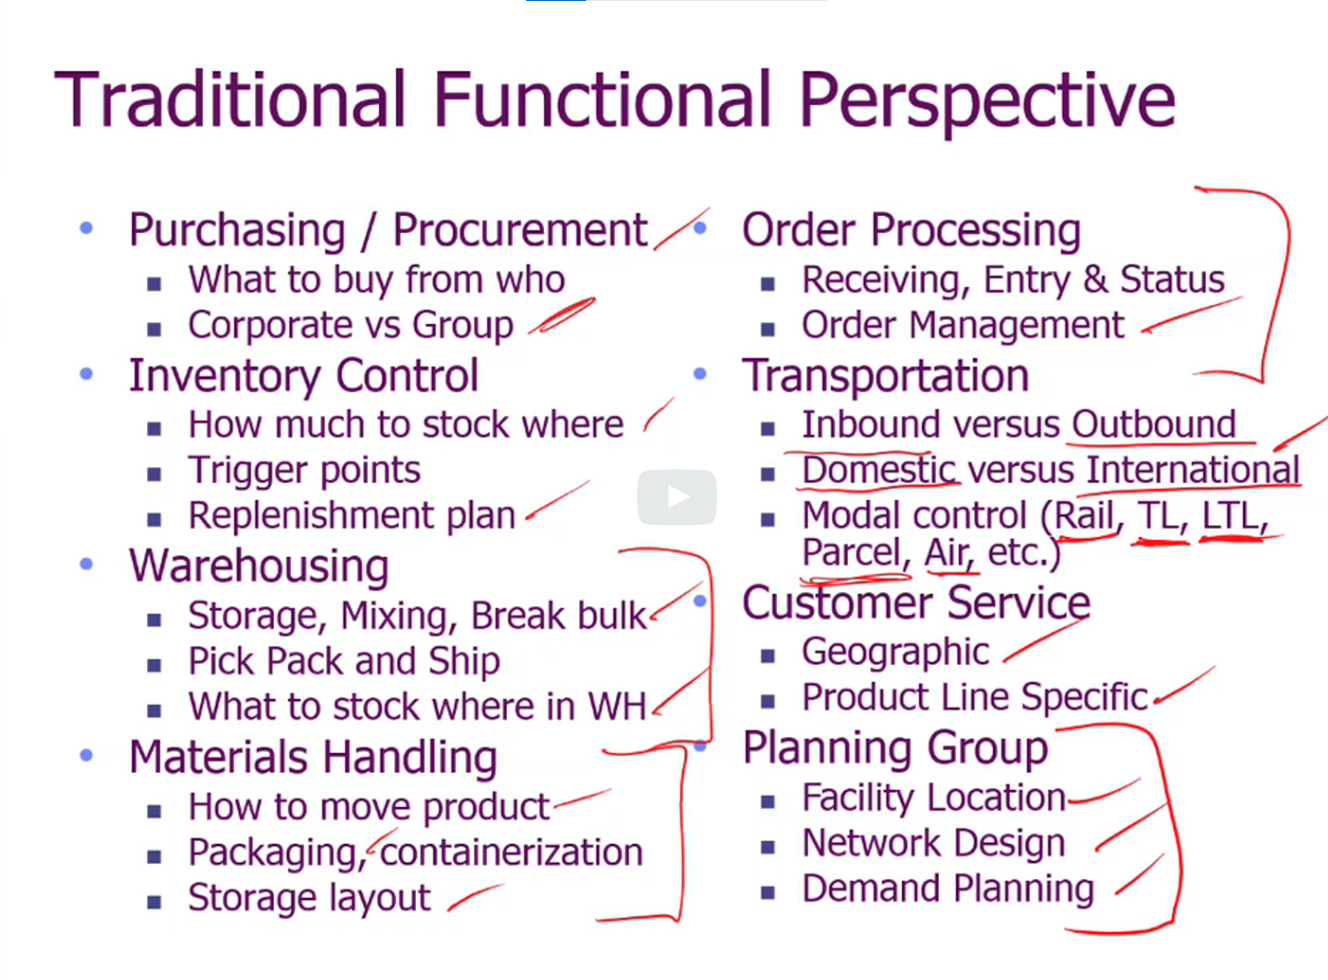 Traditional Functional Perspective
Purchasing / Procurement
What to buy from who
Corporate vs Group
Inventory Control
How much to stock where
Trigger points
Replenishment plan
Warehousing
Storage, Mixing, Break bulk
Pick Pack and Ship
What to stock where in WH
Materials Handling
How to move product
Packaging, containerization
Storage layout
Order Processing
Receiving, Entry & Status
Order Management
Transportation
Inbound versus Outbound
Domestic versus International
Modal control (Rail, TL, LTL,
Parcel, Air, etc.)
Customer Service
Geographic
Product Line Specific
Planning Group
Facility Location
Network Design
Demand Planning